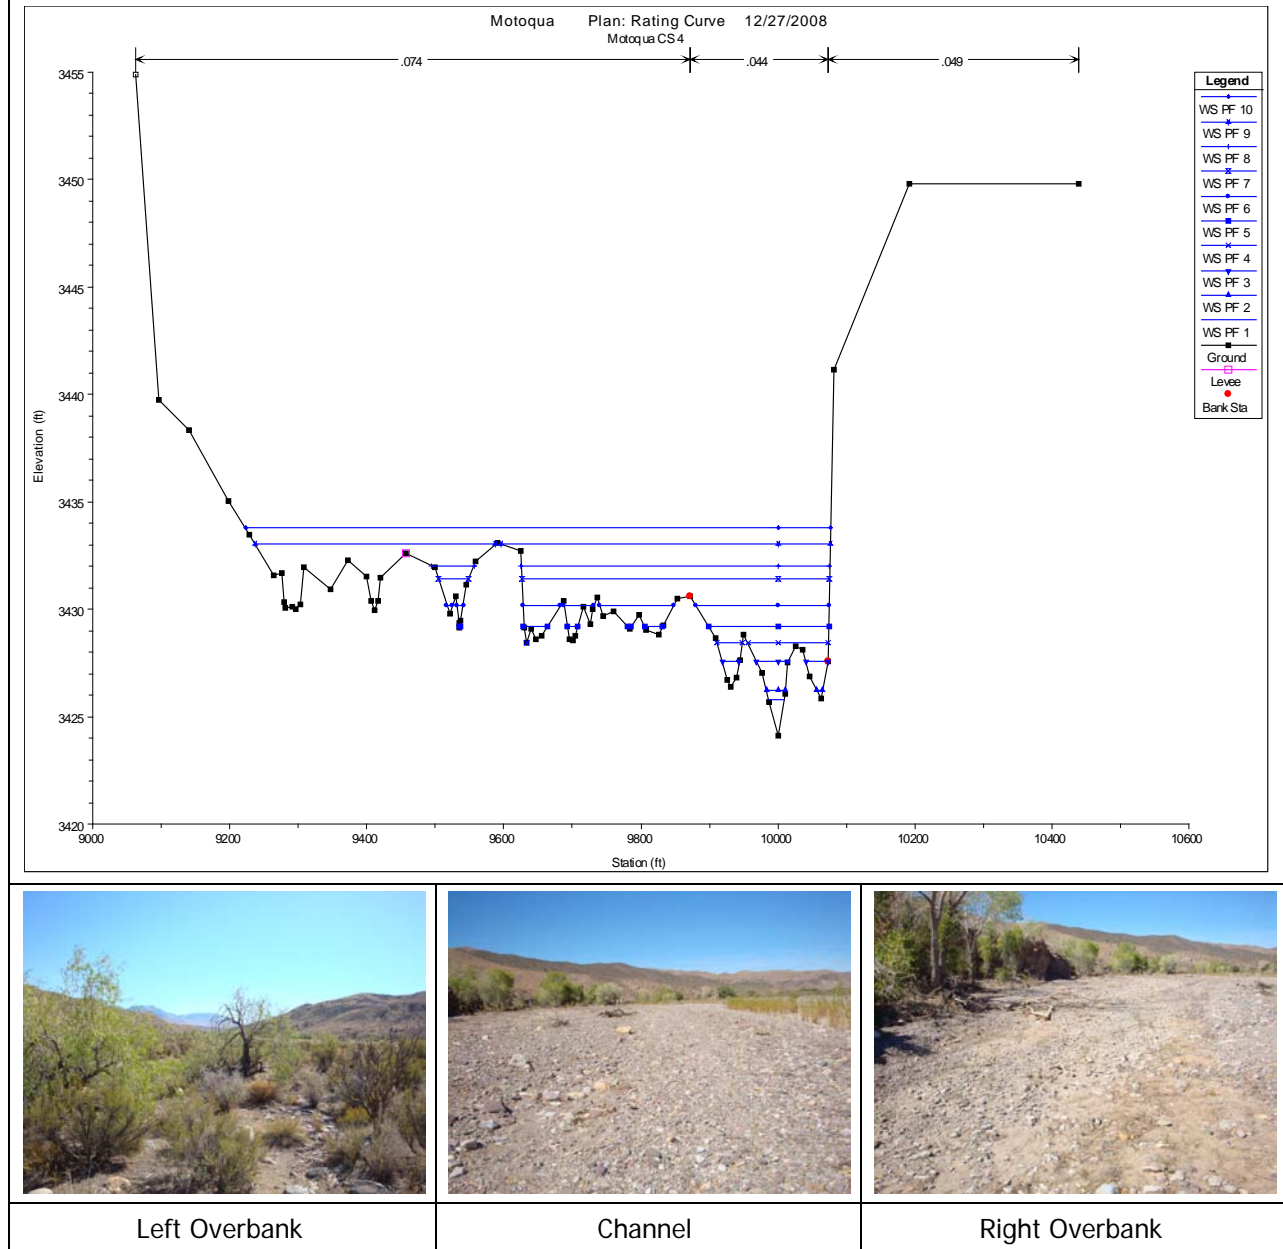 Motoqua Plan: Rating Curve 12/27/2008
Motoqua CS 4
.074 .044 .049
Legend
WS PF 10
WS PF 9
WS PF 8
WS PF 7
WS PF 6
WS PF 5
WS PF 4
WS PF 3
WS PF 2
WS PF 1
Ground
Levee
Bank Sta
3455
3450
3445
3440
3435
3430
3425
3420
Elevation (ft)
9000 9200 9400 9600 9800 10000 10200 10400 10600
Station (ft)
Left Overbank
Channel
Right Overbank